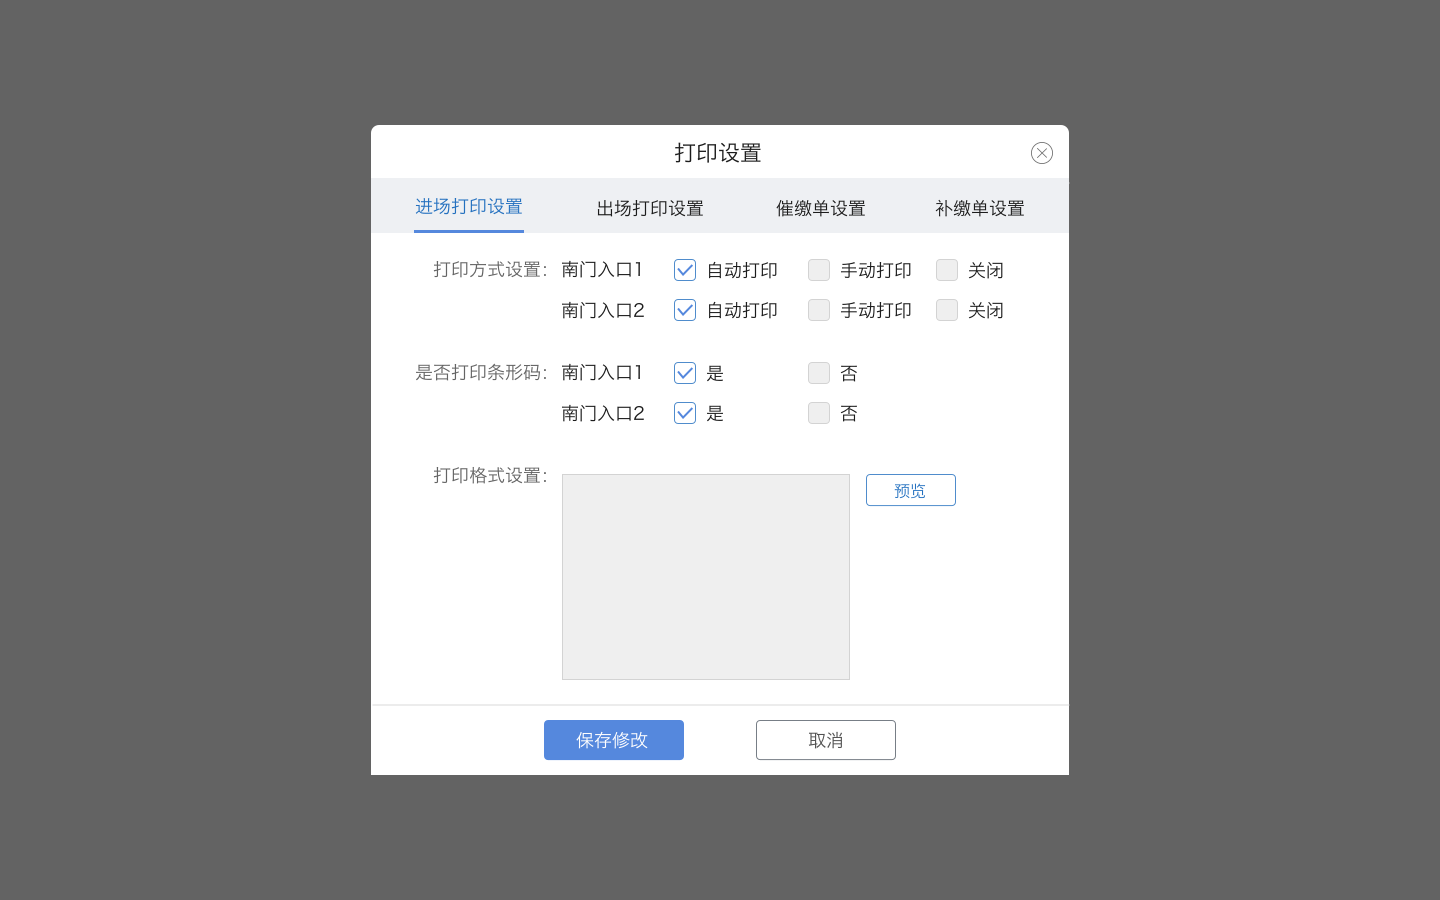 打印设置
进场打印设置 出场打印设置 催缴单设置 补缴单设置
打印方式设置： 南门入口1 自动打印 手动打印 关闭
南门入口2 自动打印 手动打印 关闭
是否打印条形码： 南门入口1 是 否
南门入口2 是 否
打印格式设置： 预览
保存修改 取消